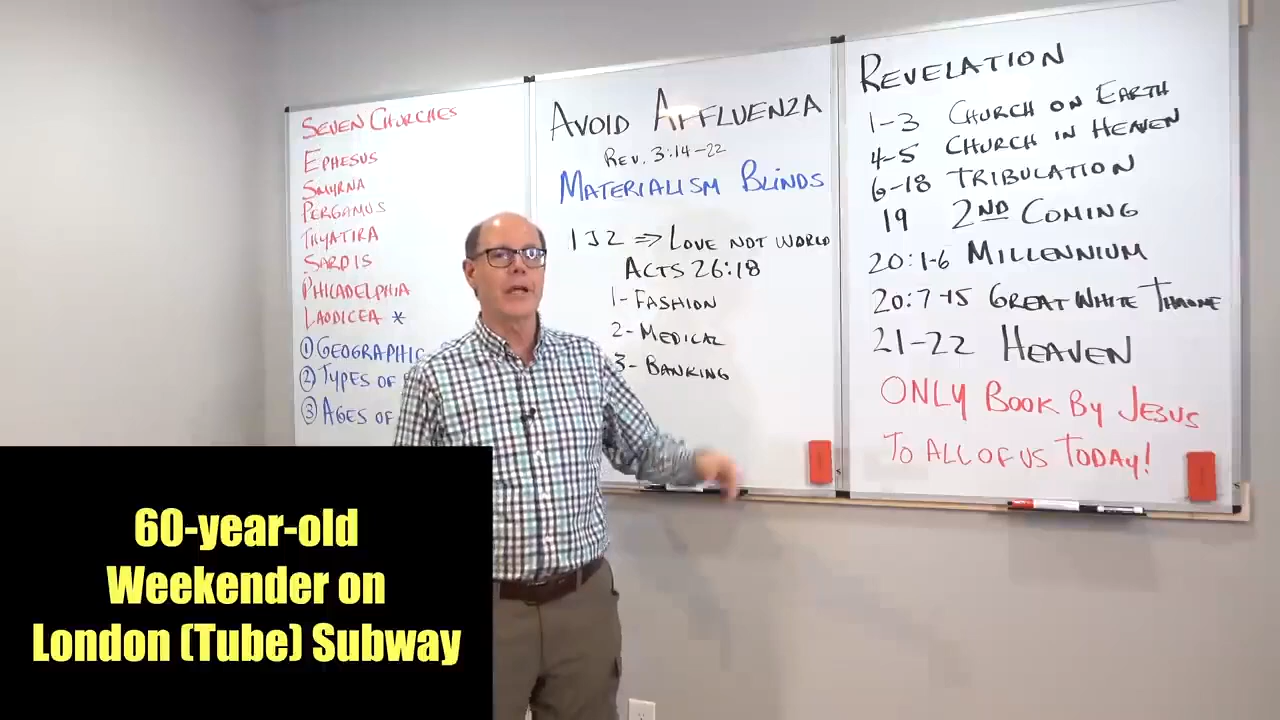 SEVEN CHURCHES
EPHESUS
SMYRNA
PERGAMUS
THYATIRA
SARDIS
PHILADELPHIA
LAODICEA *
① GEOGRAPHIC
② TYPES OF
③ AGES OF
AVOID AFFLUENZA
REV. 3:14-22
MATERIALISM BLINDS
1 J 2 => LOVE NOT WORLD
ACTS 26:18
1- FASHION
2- MEDICAL
3- BANKING
REVELATION
1-3 CHURCH ON EARTH
4-5 CHURCH IN HEAVEN
6-18 TRIBULATION
19 2ND COMING
20:1-6 MILLENNIUM
20:7-15 GREAT WHITE THRONE
21-22 HEAVEN
ONLY BOOK BY JESUS
TO ALL OF US TODAY!
60-year-old
Weekender on
London (Tube) Subway